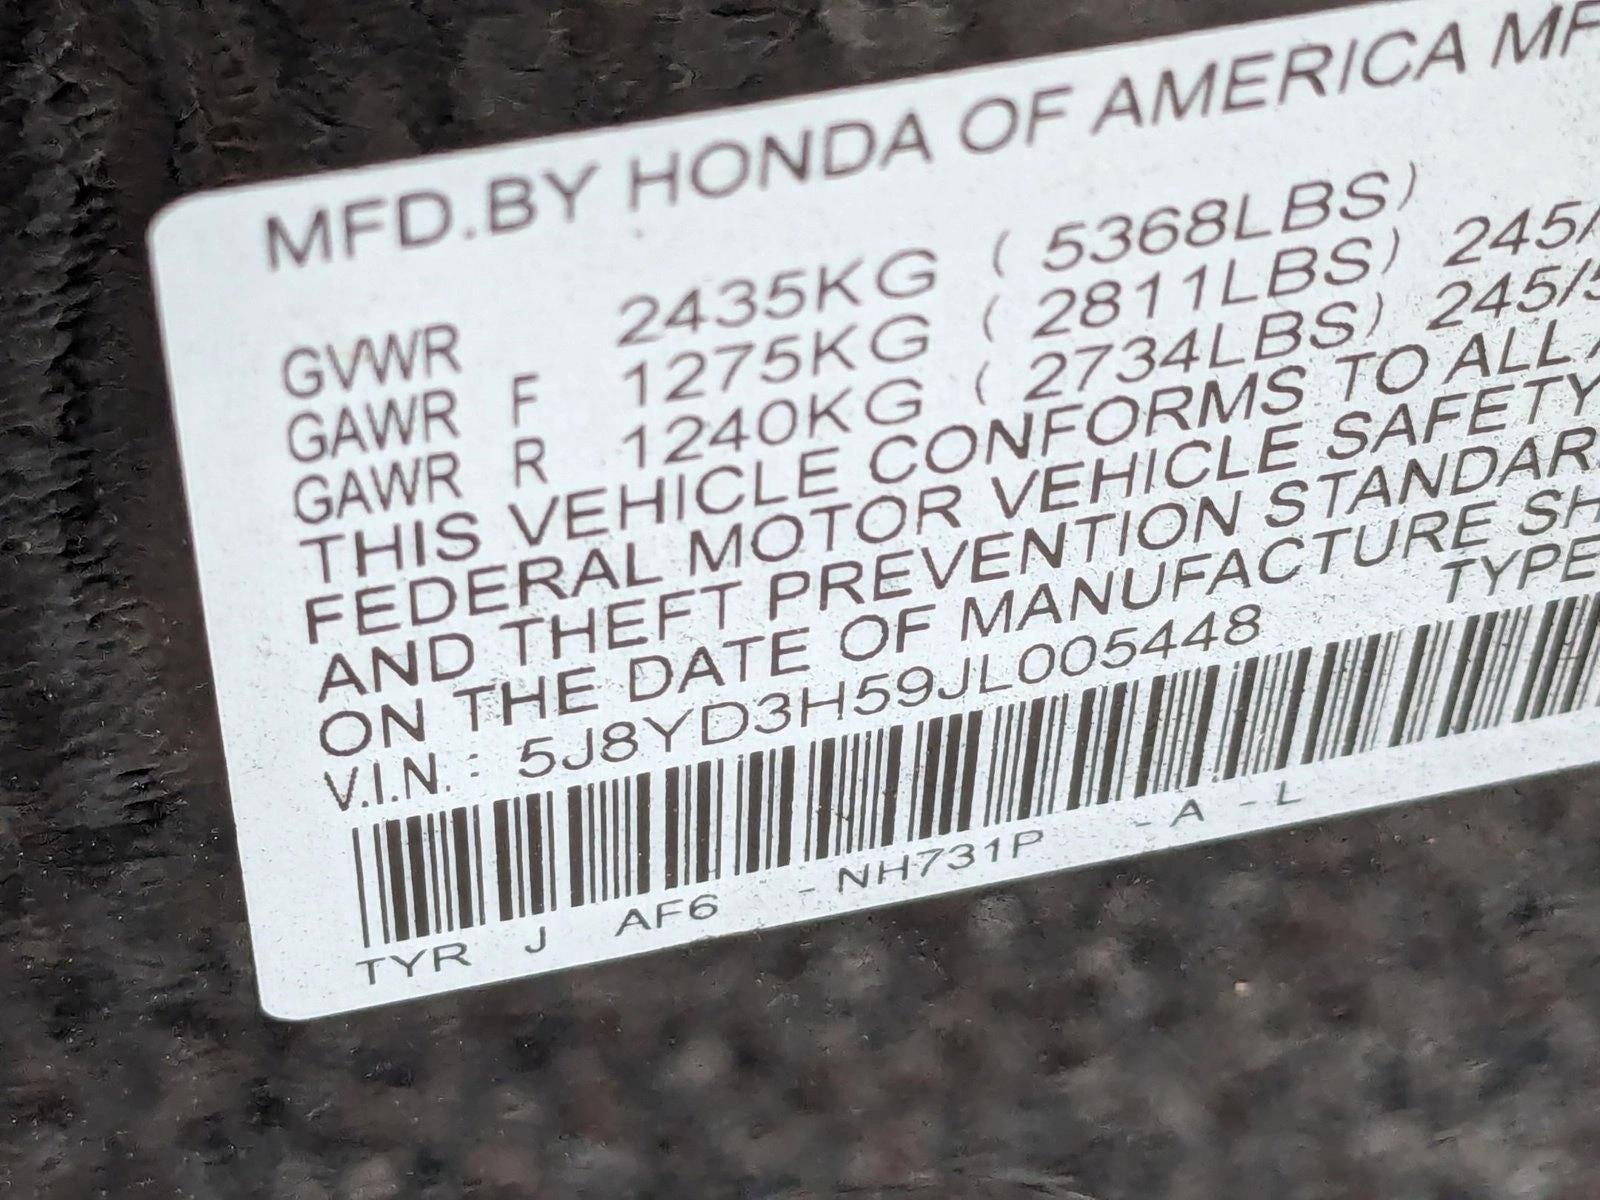 MFD.BY HONDA OF AMERICA MF
GVWR 2435KG ( 5368LBS)
GAWR F 1275KG ( 2811LBS) 245/
GAWR R 1240KG ( 2734LBS) 245/5
THIS VEHICLE CONFORMS TO ALL
FEDERAL MOTOR VEHICLE SAFETY
AND THEFT PREVENTION STANDAR
ON THE DATE OF MANUFACTURE SH
V.I.N.: 5J8YD3H59JL005448 TYPE
TYR J AF6 -NH731P -A-L